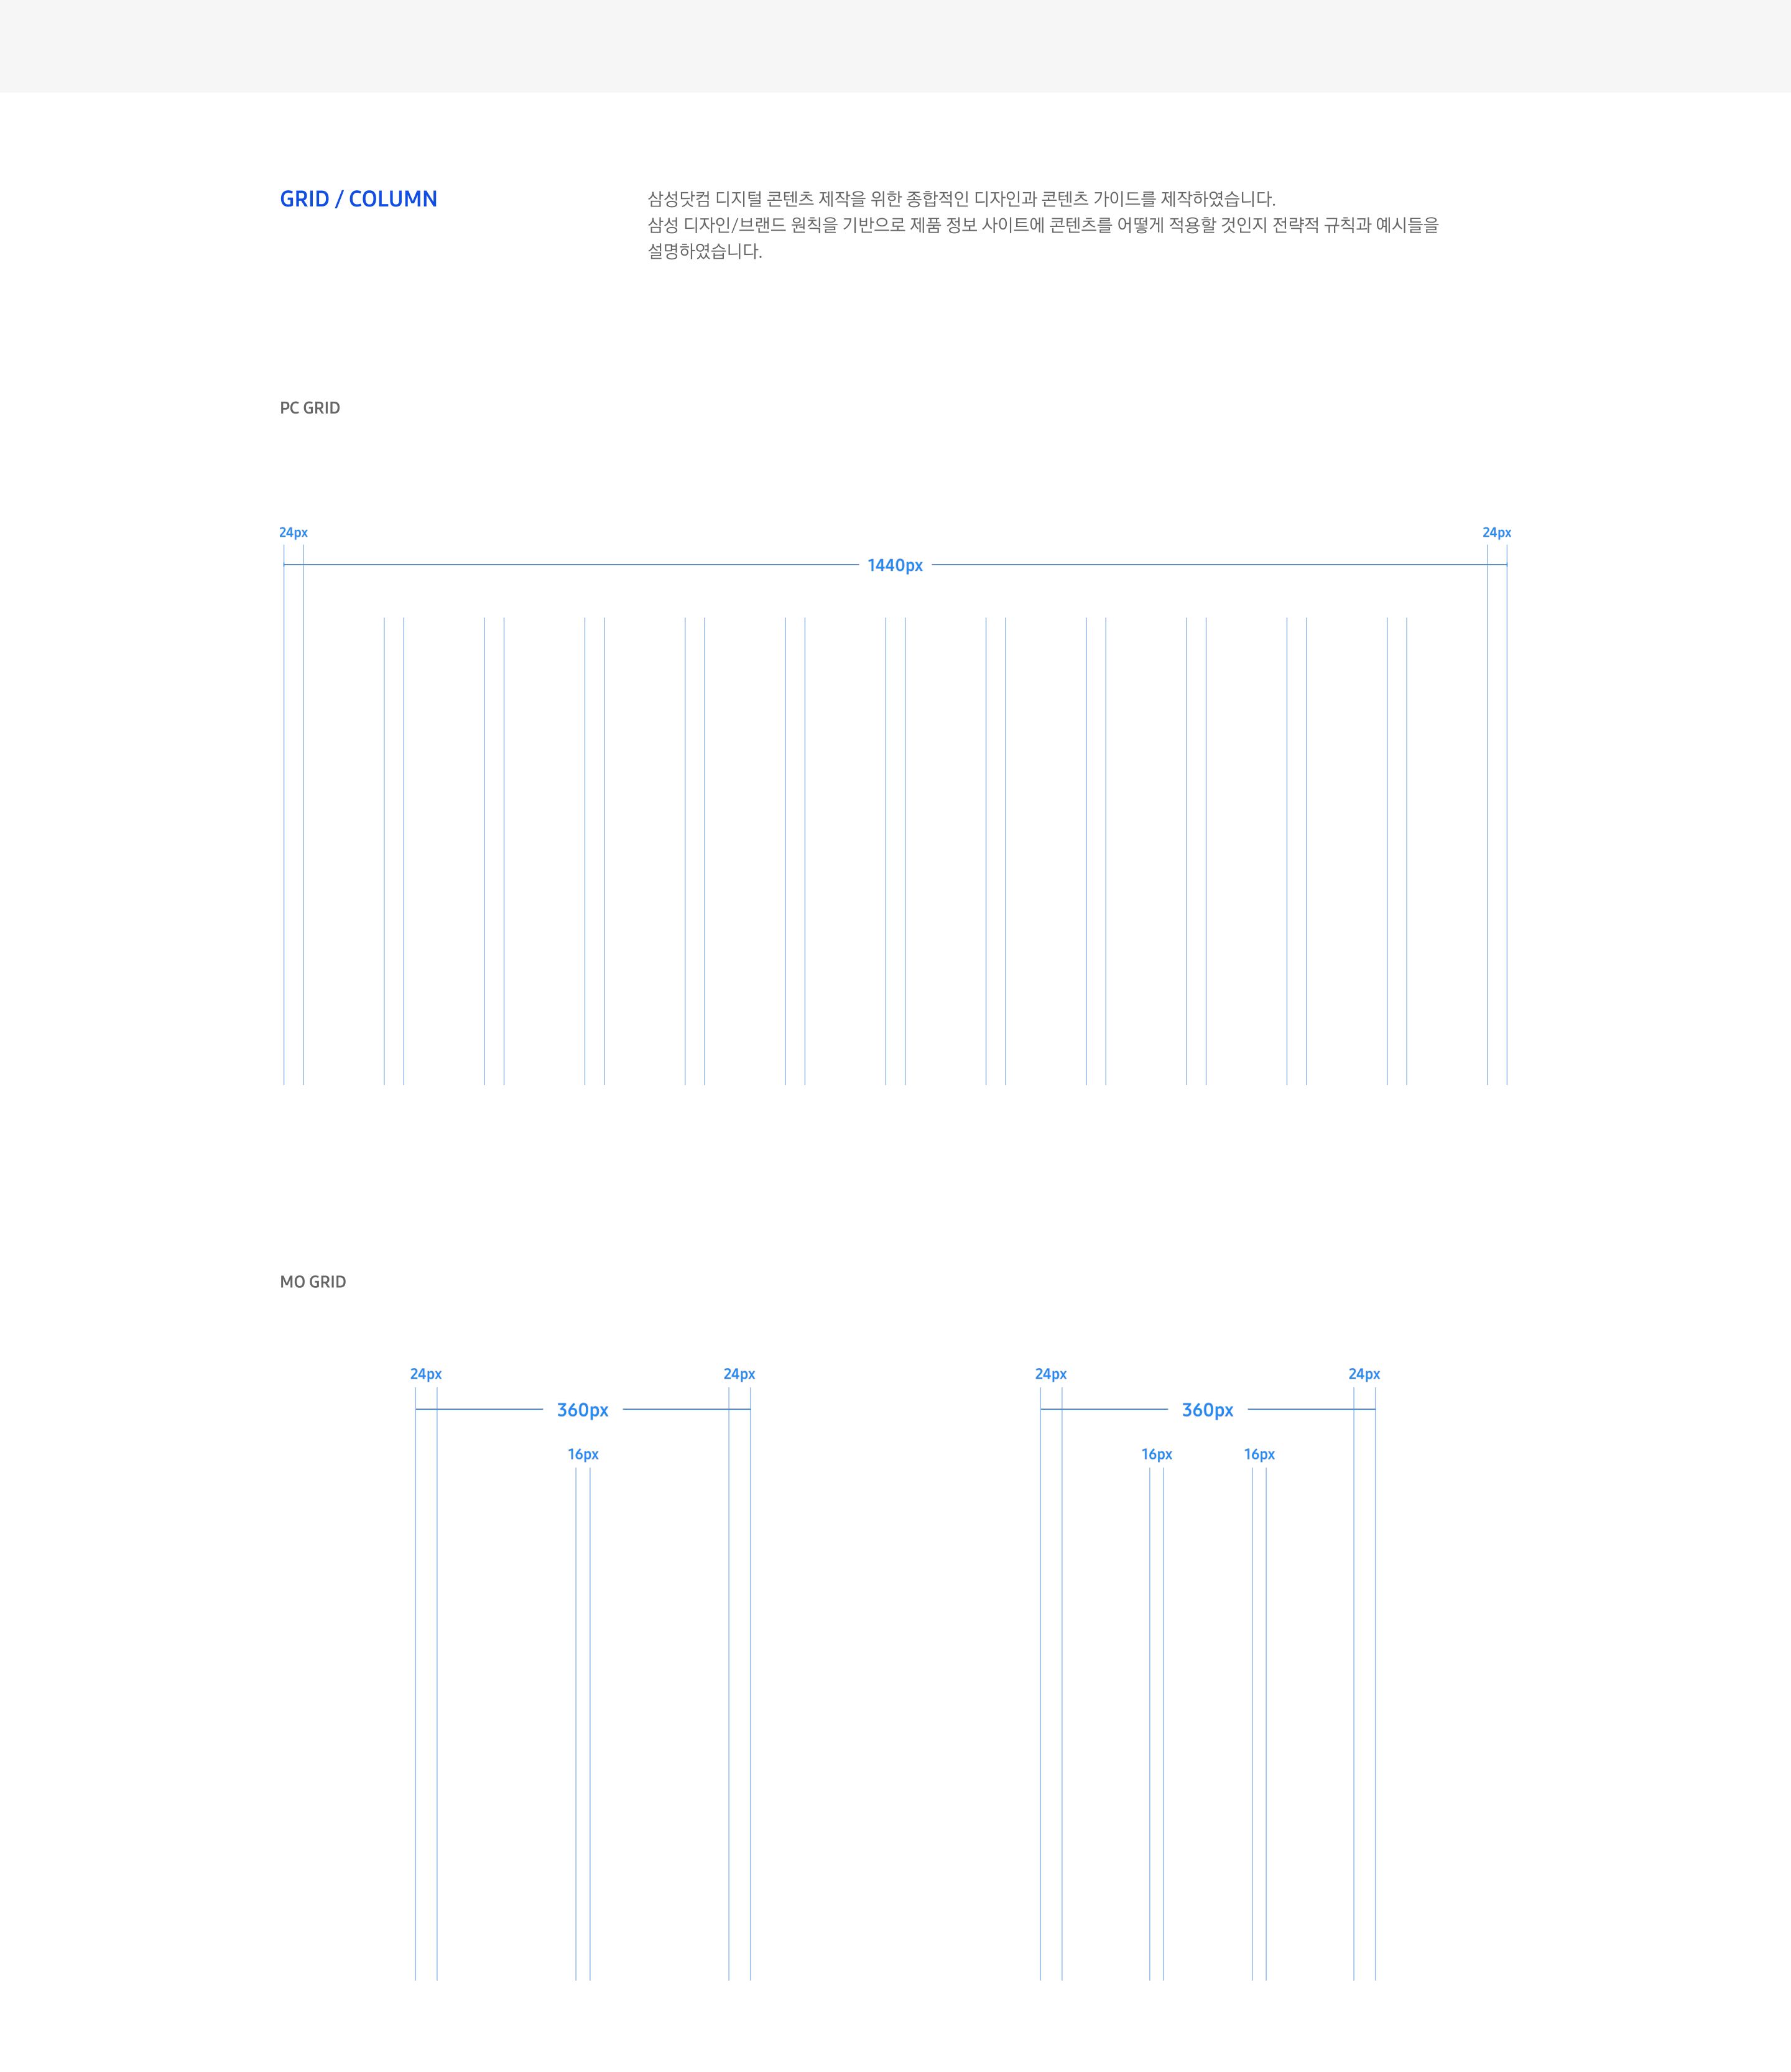 GRID / COLUMN
삼성닷컴 디지털 콘텐츠 제작을 위한 종합적인 디자인과 콘텐츠 가이드를 제작하였습니다.
삼성 디자인/브랜드 원칙을 기반으로 제품 정보 사이트에 콘텐츠를 어떻게 적용할 것인지 전략적 규칙과 예시들을
설명하였습니다.
PC GRID
24px
24px
1440px
MO GRID
24px
24px
24px
24px
360px
360px
16px
16px
16px